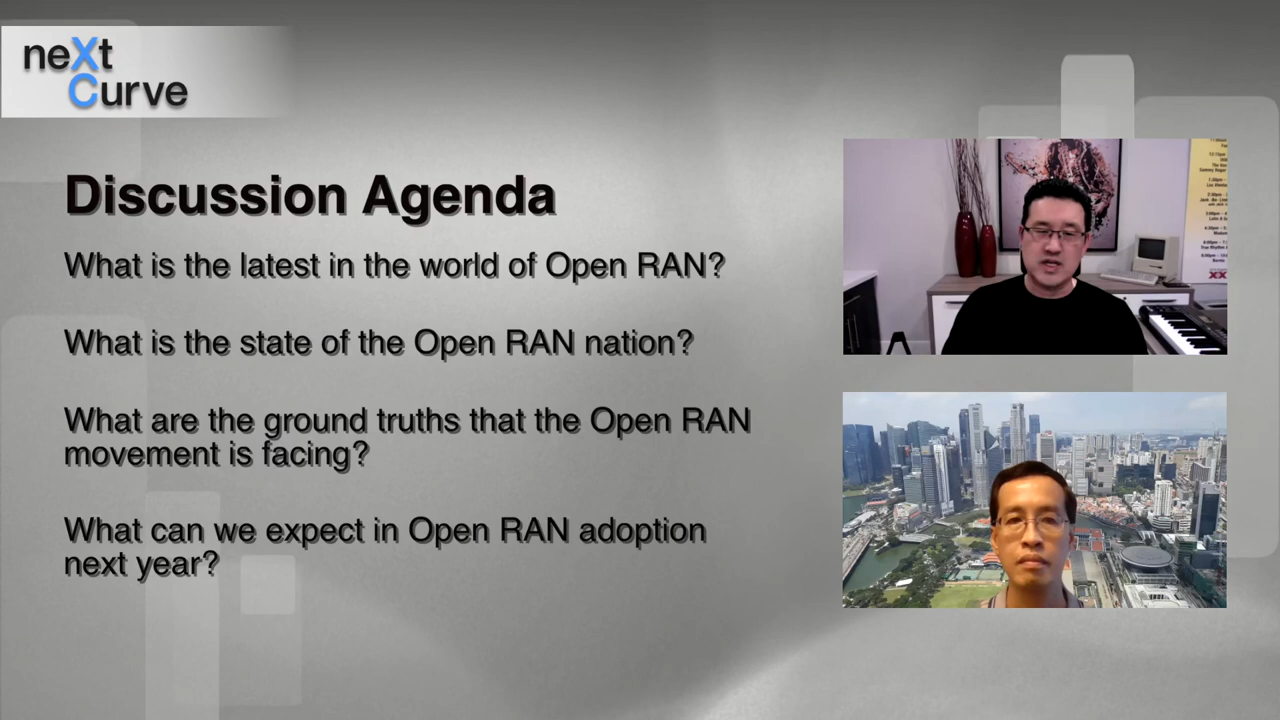 neXt
Curve
Discussion Agenda
What is the latest in the world of Open RAN?
What is the state of the Open RAN nation?
What are the ground truths that the Open RAN
movement is facing?
What can we expect in Open RAN adoption
next year?
XX